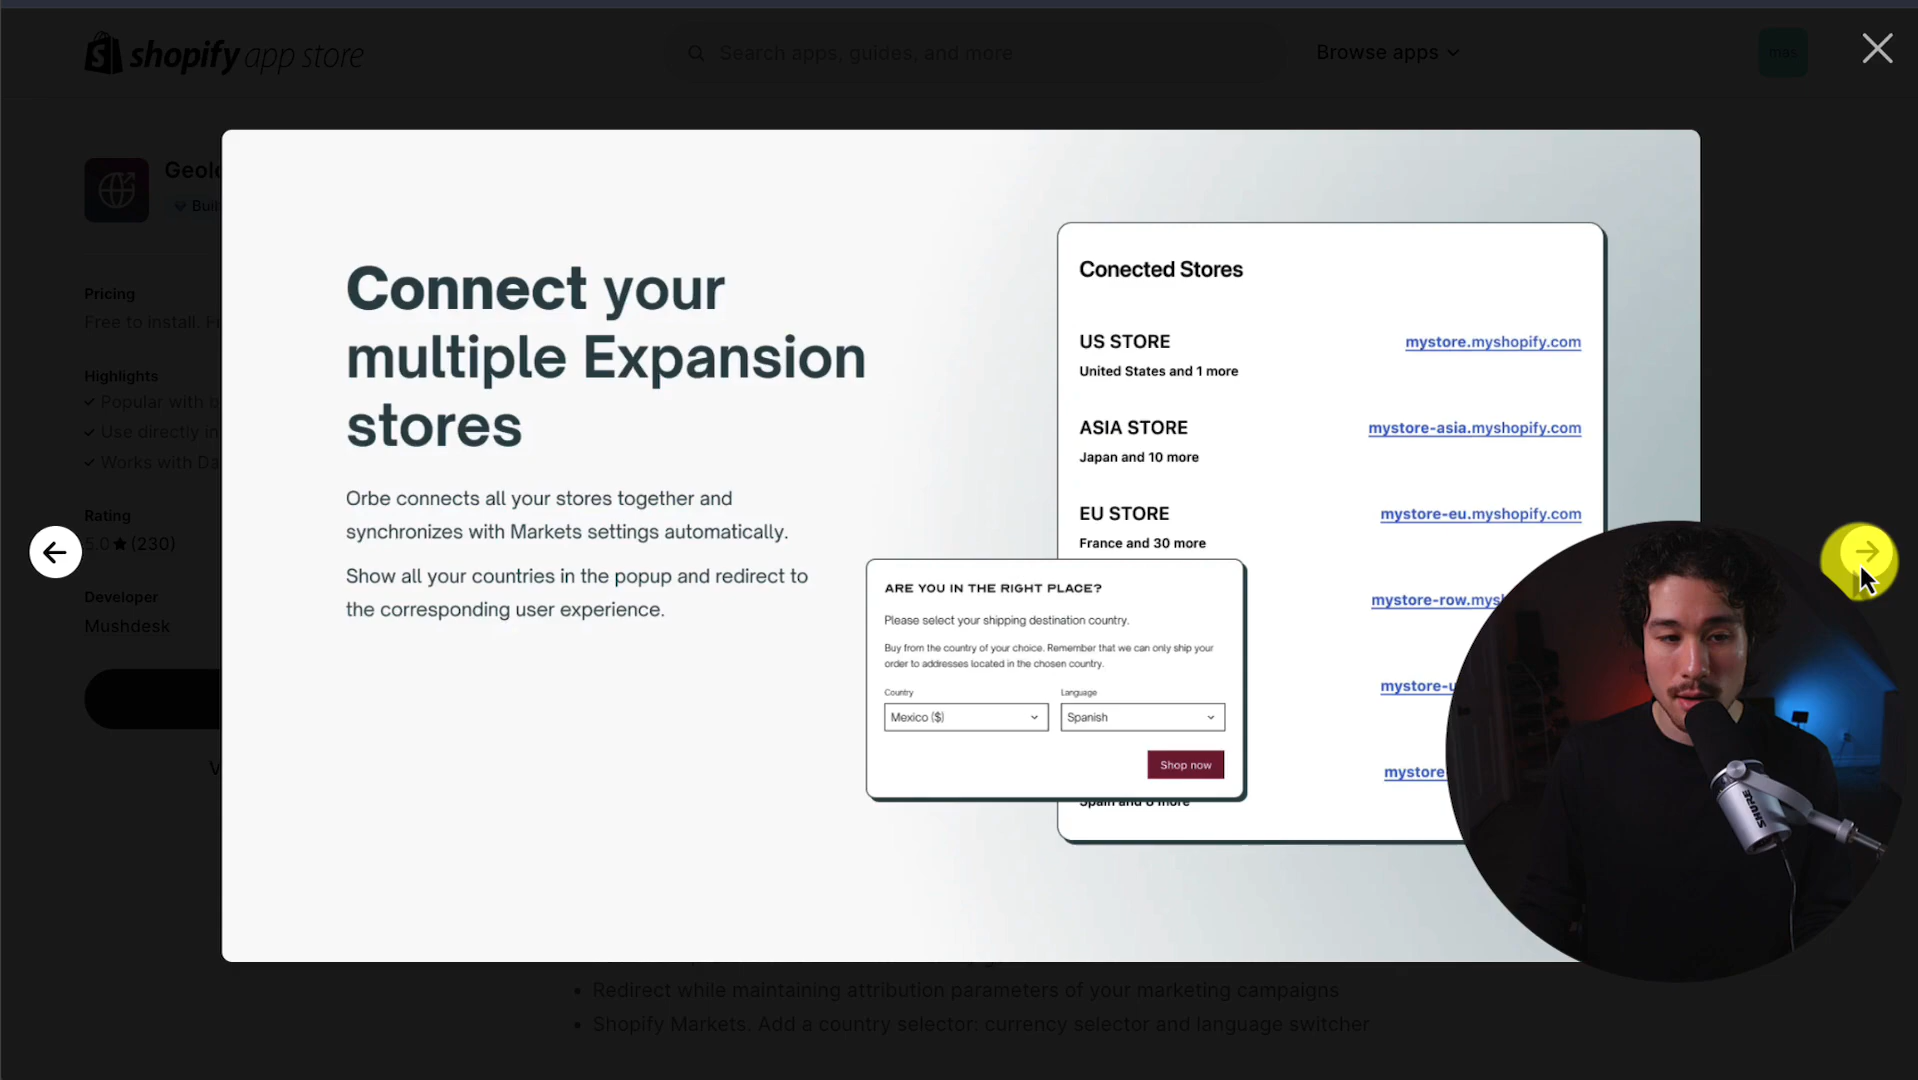 shopify app store
Search apps, guides, and more
Browse apps
mas
Pricing
Free to install.
Highlights
Popular with
Use directly in
Works with
Rating
5.0 ★ (230)
Developer
Mushdesk
Connect your
multiple Expansion
stores
Orbe connects all your stores together and
synchronizes with Markets settings automatically.
Show all your countries in the popup and redirect to
the corresponding user experience.
Conected Stores
US STORE
mystore.myshopify.com
United States and 1 more
ASIA STORE
mystore-asia.myshopify.com
Japan and 10 more
EU STORE
mystore-eu.myshopify.com
France and 30 more
ARE YOU IN THE RIGHT PLACE?
Please select your shipping destination country.
Buy from the country of your choice. Remember that we can only ship your
order to addresses located in the chosen country.
Country
Language
Mexico ($)
Spanish
Shop now
SHURE
• Redirect while maintaining attribution parameters of your marketing campaigns
• Shopify Markets. Add a country selector: currency selector and language switcher